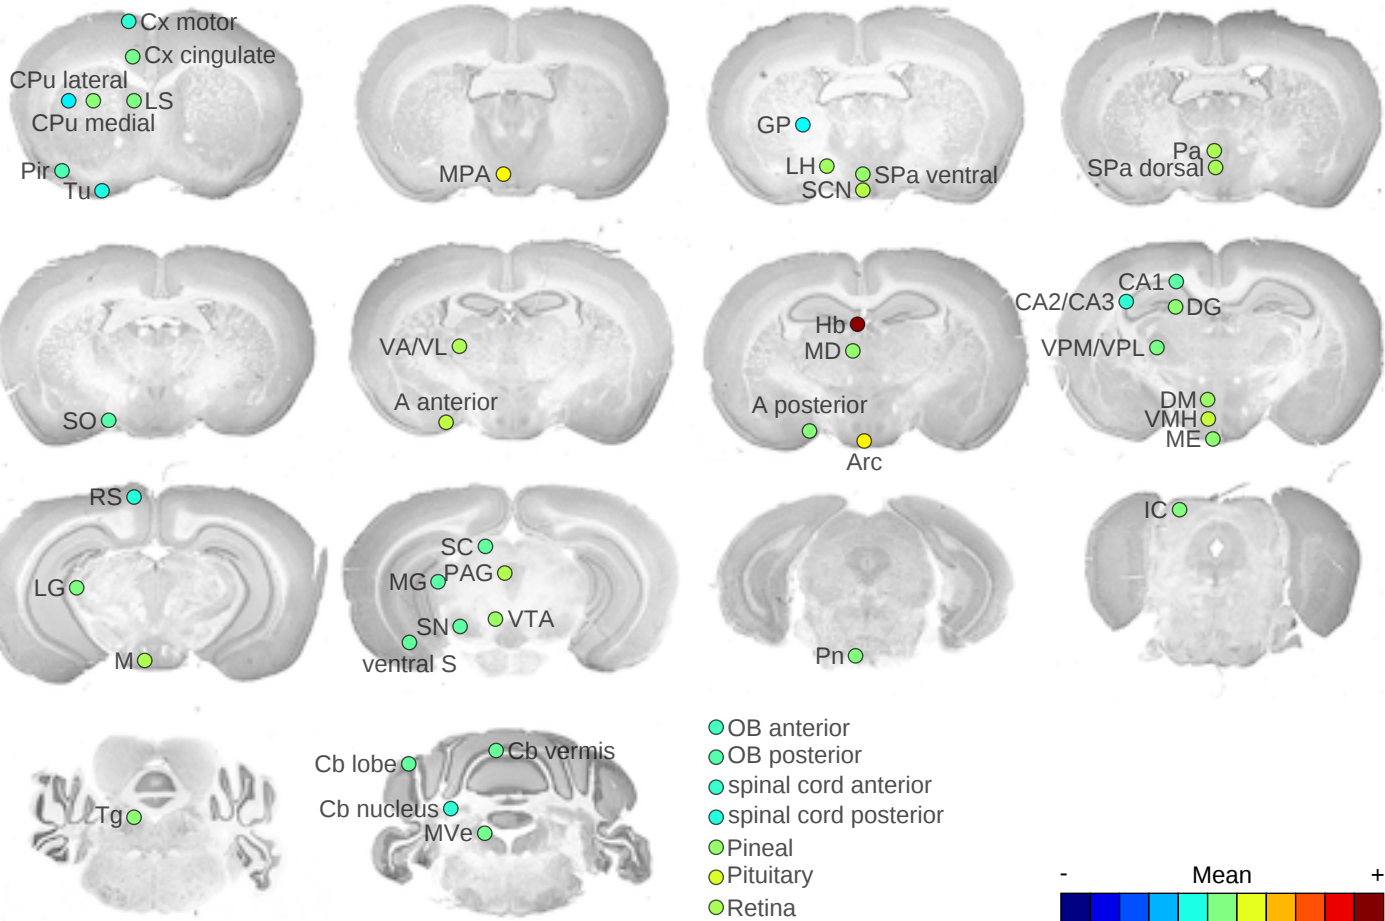 Cx motor
Cx cingulate
CPu lateral
LS
CPu medial
Pir
Tu
MPA
GP
LH
SPa ventral
SCN
Pa
SPa dorsal
SO
VA/VL
A anterior
Hb
MD
A posterior
Arc
CA1
CA2/CA3
DG
VPM/VPL
DM
VMH
ME
RS
LG
M
SC
MG
PAG
SN
VTA
ventral S
Pn
IC
Tg
Cb lobe
Cb vermis
Cb nucleus
MVe
OB anterior
OB posterior
spinal cord anterior
spinal cord posterior
Pineal
Pituitary
Retina
- Mean +